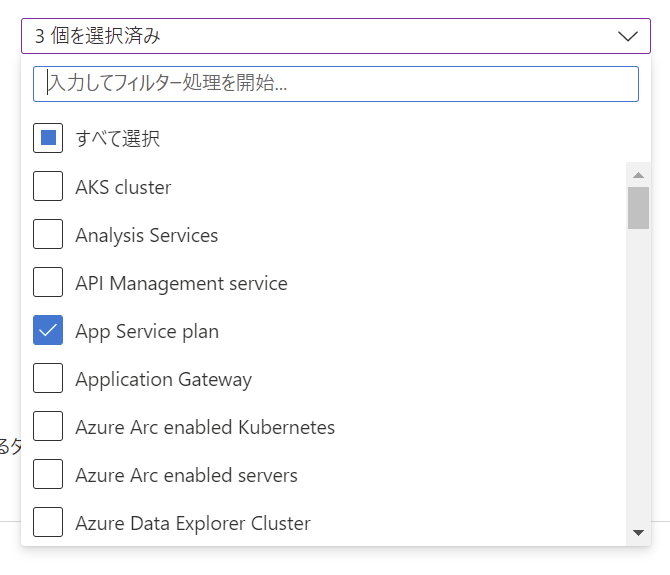 3 個を選択済み
入力してフィルター処理を開始...
すべて選択
AKS cluster
Analysis Services
API Management service
App Service plan
Application Gateway
Azure Arc enabled Kubernetes
るタ
Azure Arc enabled servers
Azure Data Explorer Cluster